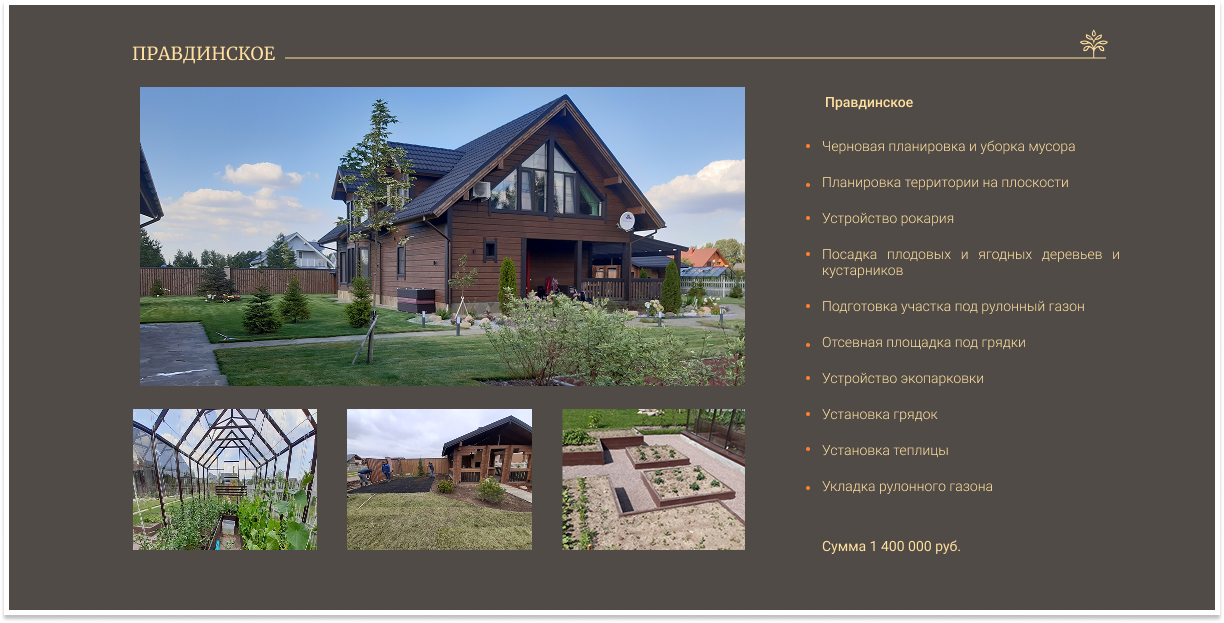 ПРАВДИНСКОЕ
Правдинское
Черновая планировка и уборка мусора
Планировка территории на плоскости
Устройство рокария
Посадка плодовых и ягодных деревьев и
кустарников
Подготовка участка под рулонный газон
Отсевная площадка под грядки
Устройство экопарковки
Установка грядок
Установка теплицы
Укладка рулонного газона
Сумма 1 400 000 руб.